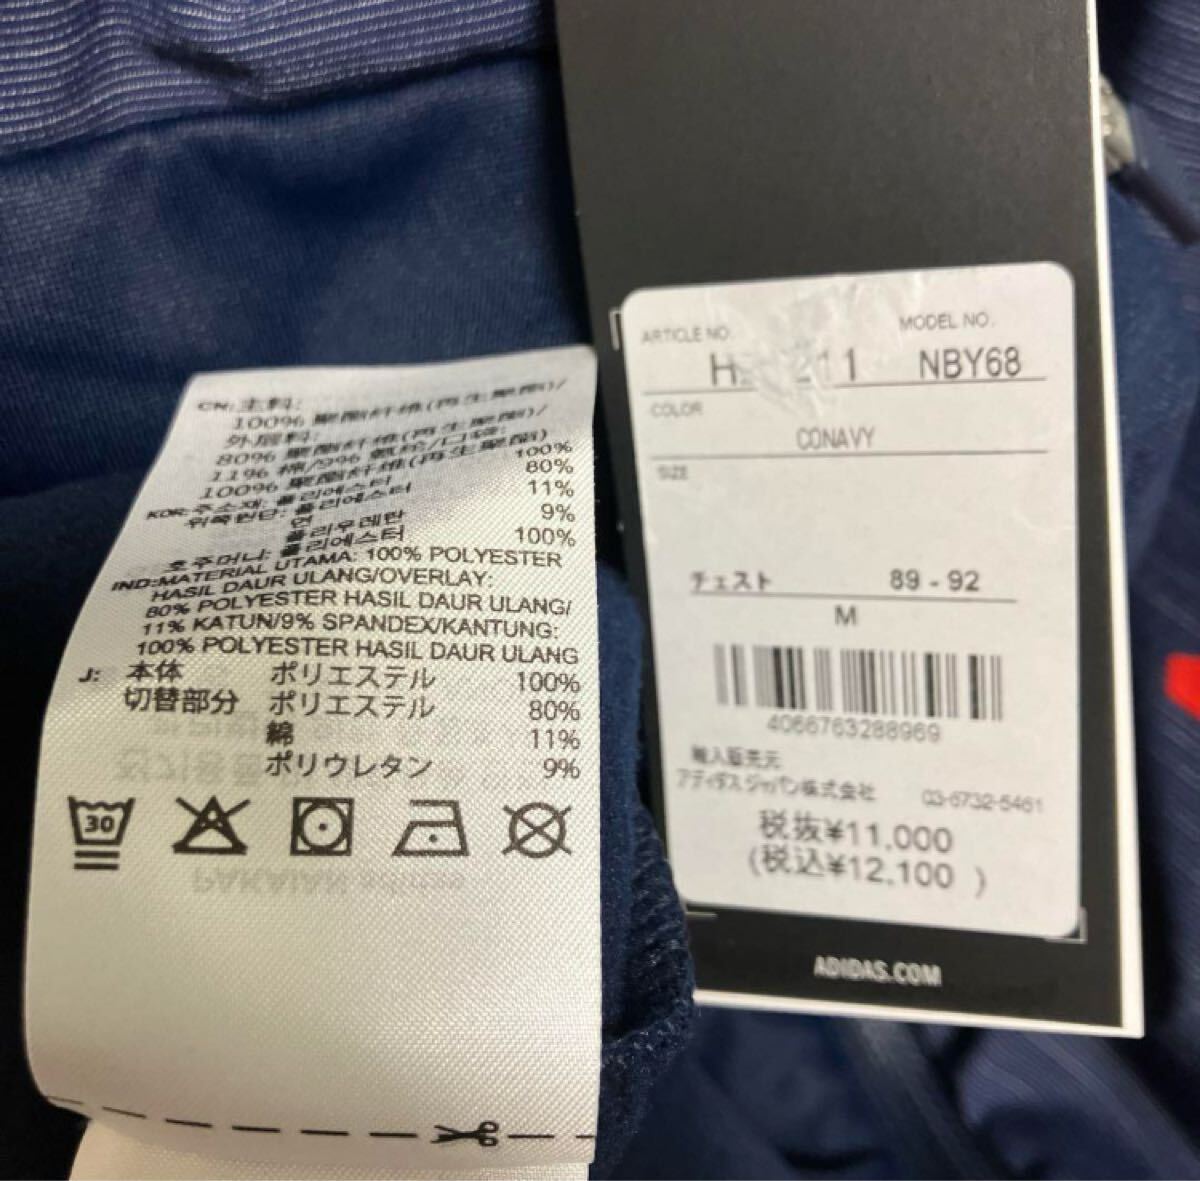 CN:主料:
100% 聚酯纤维(再生聚酯)/
外层料:
80% 聚酯纤维(再生聚酯)/
11% 棉/9% 氨纶/口袋:
100% 聚酯纤维(再生聚酯)
KOR:주소재: 폴리에스터 100%
위쪽원단: 폴리에스터 80%
면 11%
폴리우레탄 9%
호주머니: 폴리에스터 100%
IND:MATERIAL UTAMA: 100% POLYESTER
HASIL DAUR ULANG/OVERLAY:
80% POLYESTER HASIL DAUR ULANG/
11% KATUN/9% SPANDEX/KANTUNG:
100% POLYESTER HASIL DAUR ULANG
J: 本体 ポリエステル 100%
切替部分 ポリエステル 80%
綿 11%
ポリウレタン 9%
30
ARTICLE NO. MODEL NO.
NBY68
COLOR
CONAVY
SIZE
チェスト 89 - 92
M
4066763288969
輸入販売元
アディダスジャパン株式会社 03-6732-5461
税抜¥11,000
(税込¥12,100 )
ADIDAS.COM